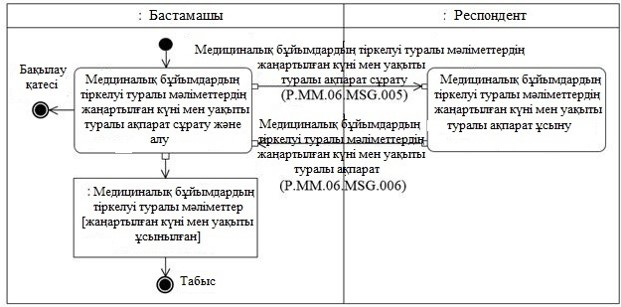 : Бастамашы
: Респондент
Медициналық бұйымдардың тіркелуі туралы мәліметтердің
жаңартылған күні мен уақыты
туралы ақпарат сұрату
(P.MM.06.MSG.005)
Бақылау
қатесі
Медциналық бұйымдардың
тіркелуі туралы мәліметтердің
жаңартылған күні мен уақыты
туралы ақпарат сұрату және
алу
Медициналық бұйымдардың
тіркелуі туралы мәліметтердің
жаңартылған күні мен уақыты
туралы ақпарат ұсыну
Медициналық бұйымдардың
тіркелуі туралы мәліметтердің
жаңартылған күні мен уақыты
туралы ақпарат
(P.MM.06.MSG.006)
: Медициналық бұйымдардың
тіркелуі туралы мәліметтер
[жаңартылған күні мен уақыты
ұсынылған]
Табыс